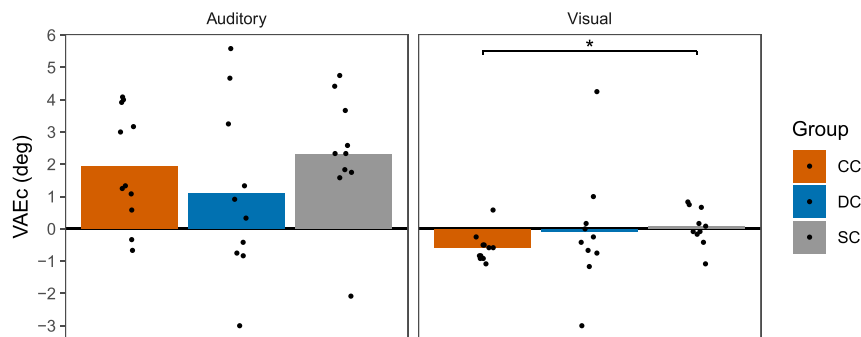 Auditory
Visual
6
5
4
3
2
1
0
−1
−2
−3
VAEc (deg)
*
Group
CC
DC
SC